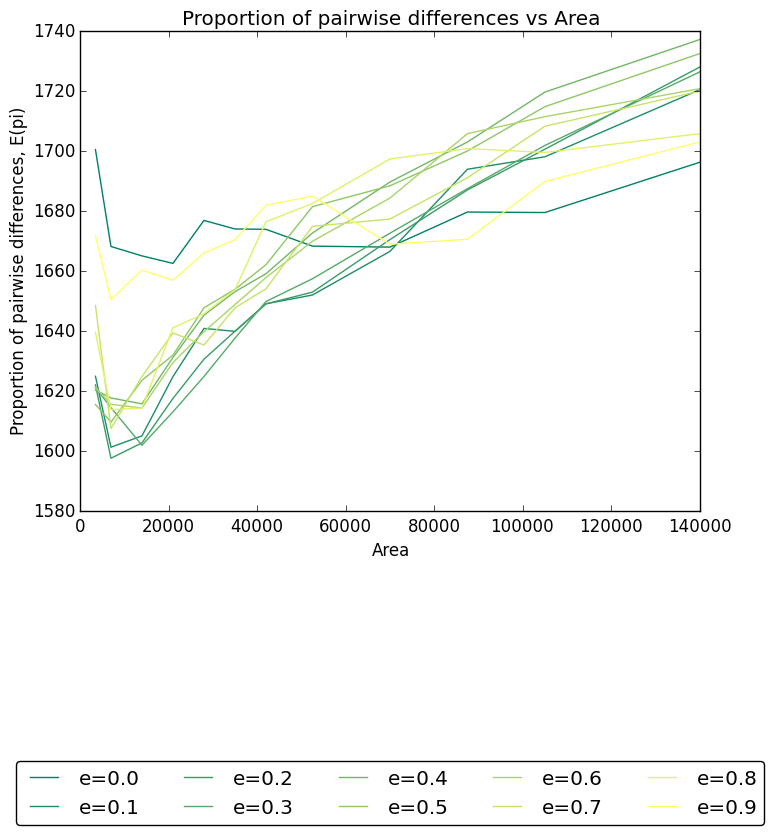 Proportion of pairwise differences vs Area
1740
1720
1700
1680
1660
1640
1620
1600
1580
Proportion of pairwise differences, E(pi)
0 20000 40000 60000 80000 100000 120000 140000
Area
e=0.0 e=0.2 e=0.4 e=0.6 e=0.8
e=0.1 e=0.3 e=0.5 e=0.7 e=0.9